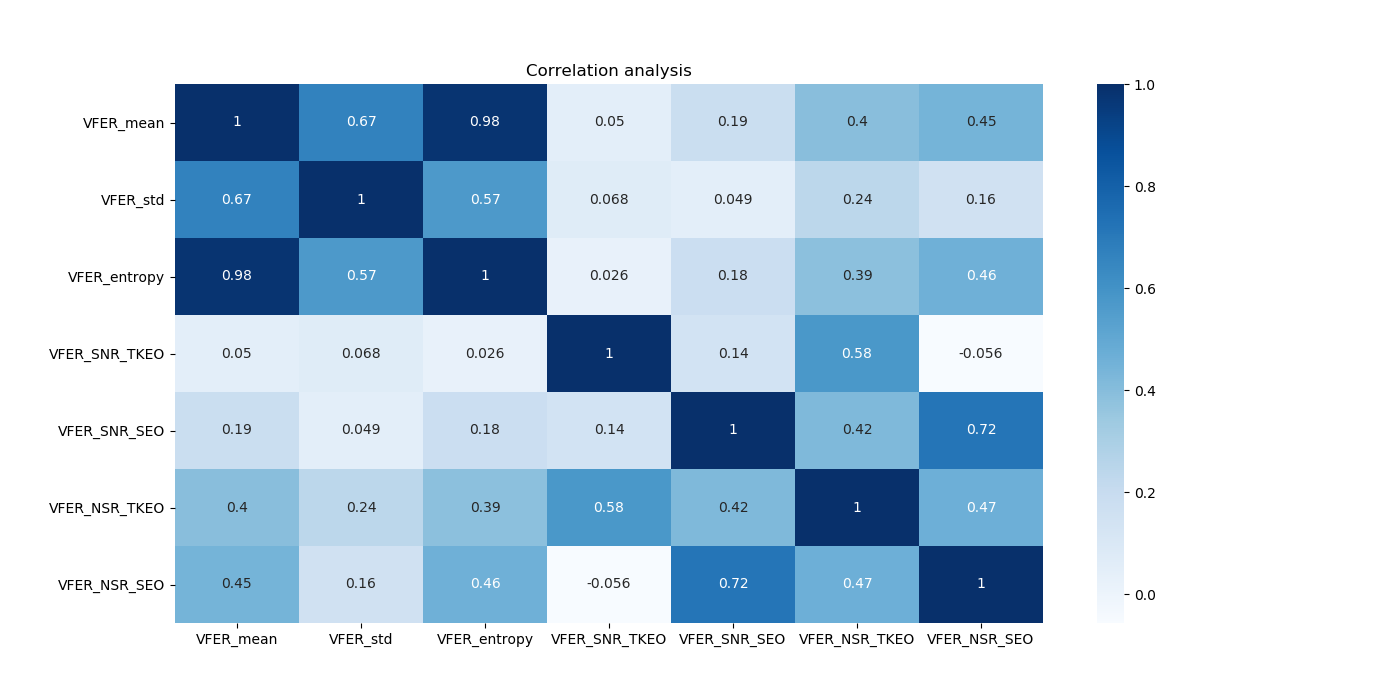 Correlation analysis
VFER_mean 1 0.67 0.98 0.05 0.19 0.4 0.45
VFER_std 0.67 1 0.57 0.068 0.049 0.24 0.16
VFER_entropy 0.98 0.57 1 0.026 0.18 0.39 0.46
VFER_SNR_TKEO 0.05 0.068 0.026 1 0.14 0.58 -0.056
VFER_SNR_SEO 0.19 0.049 0.18 0.14 1 0.42 0.72
VFER_NSR_TKEO 0.4 0.24 0.39 0.58 0.42 1 0.47
VFER_NSR_SEO 0.45 0.16 0.46 -0.056 0.72 0.47 1
VFER_mean VFER_std VFER_entropy VFER_SNR_TKEO VFER_SNR_SEO VFER_NSR_TKEO VFER_NSR_SEO
1.0
0.8
0.6
0.4
0.2
0.0